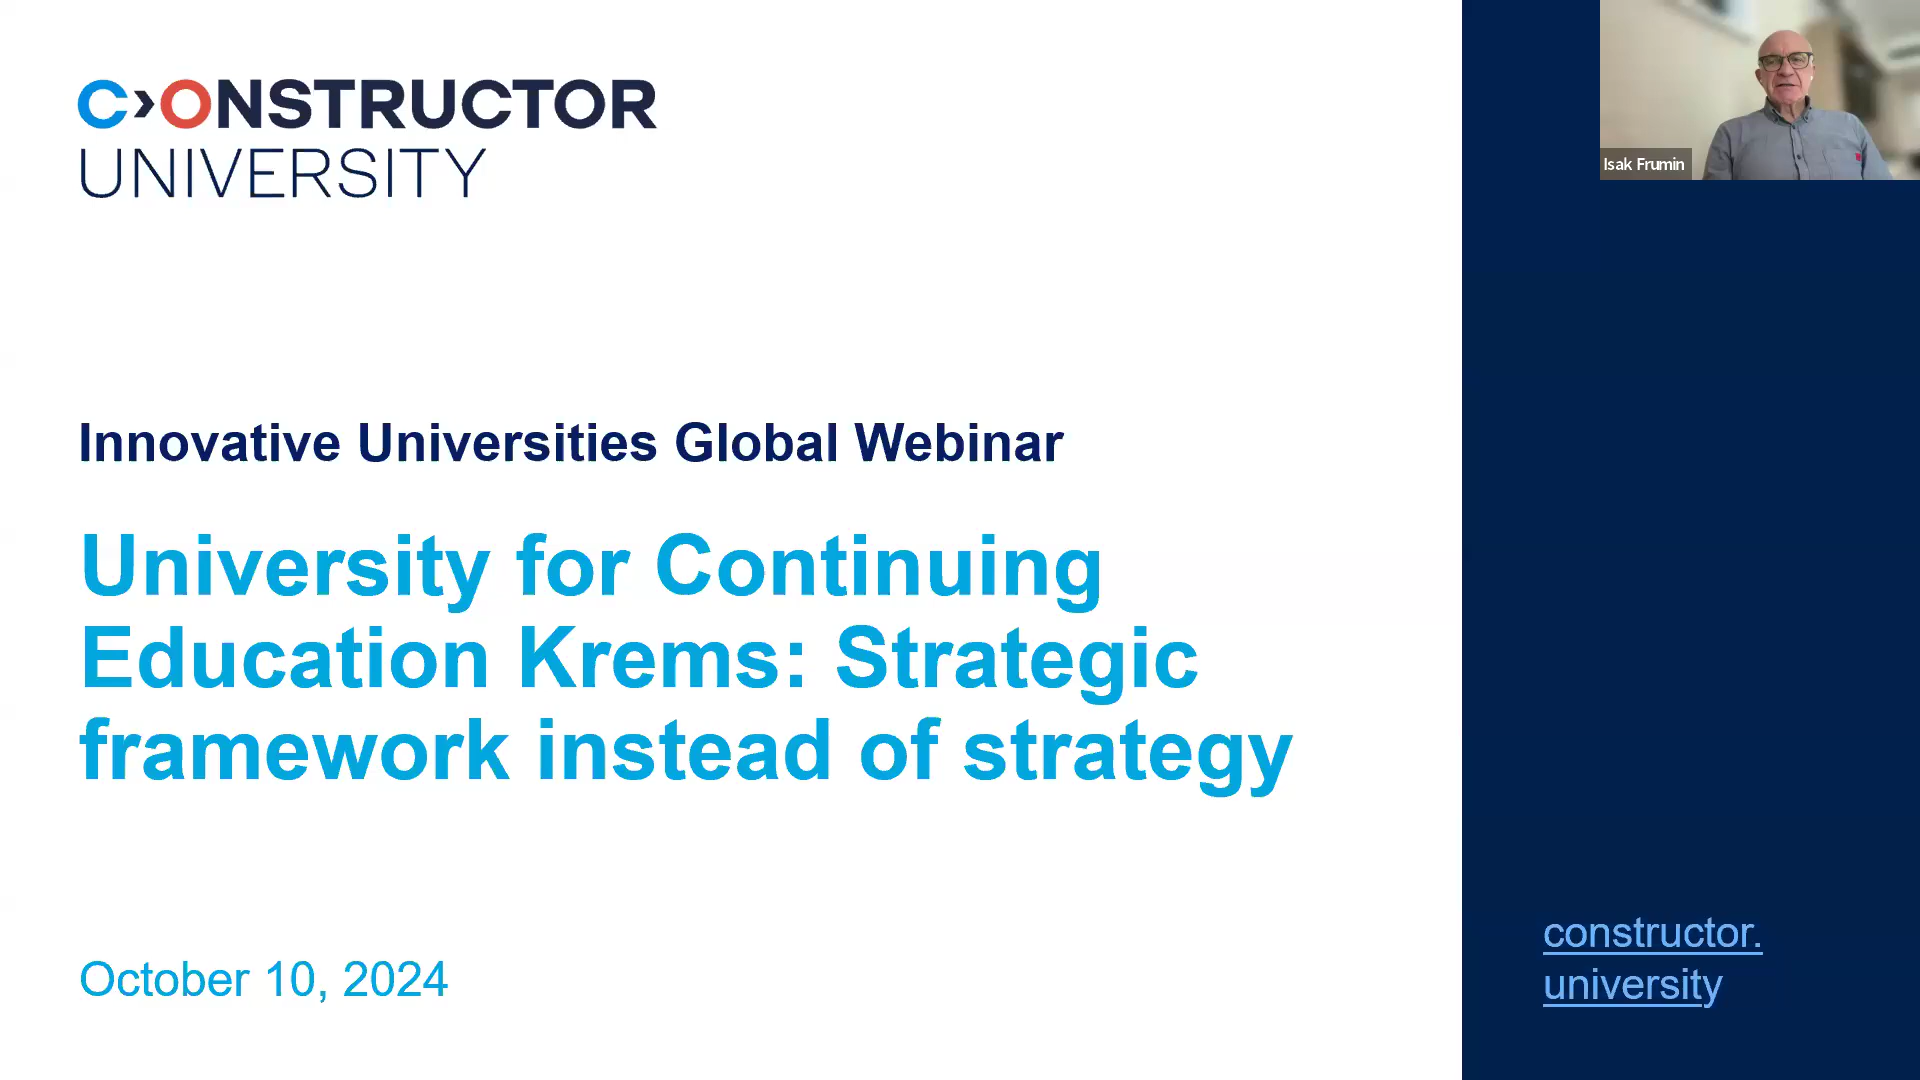 C›ONSTRUCTOR
UNIVERSITY
Isak Frumin
Innovative Universities Global Webinar
University for Continuing
Education Krems: Strategic
framework instead of strategy
October 10, 2024
constructor.
university